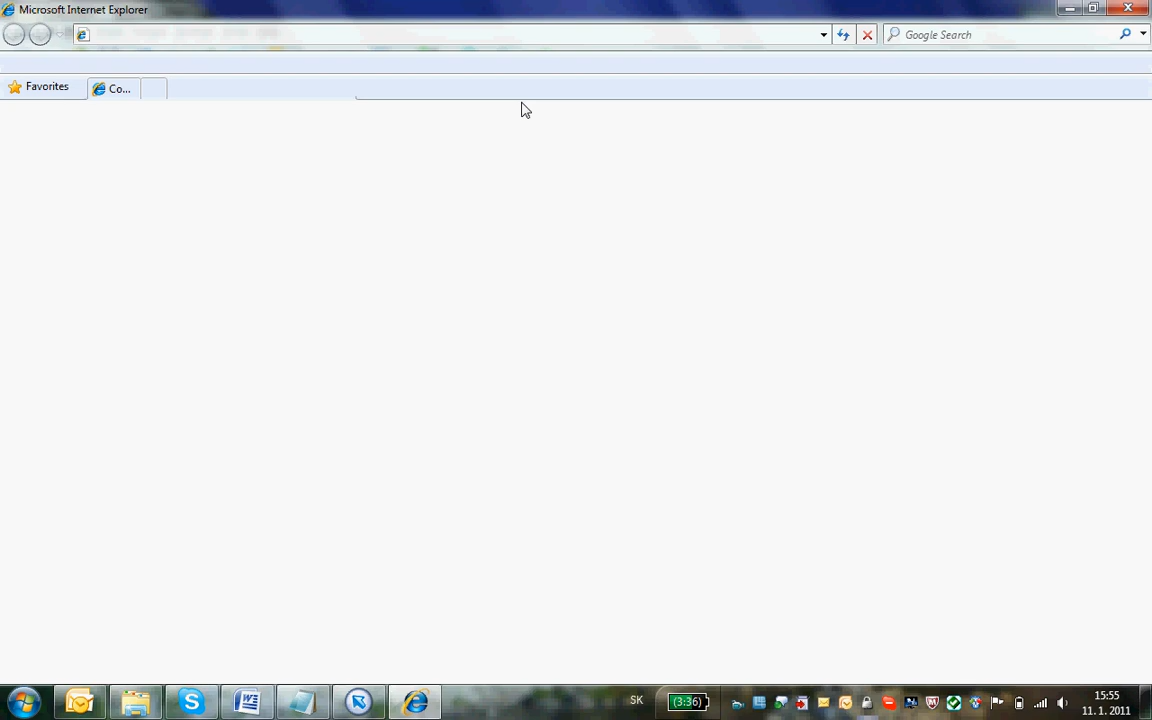 Microsoft Internet Explorer
Google Search
Favorites
Co...
SK
(3:36)
15:55
11. 1. 2011